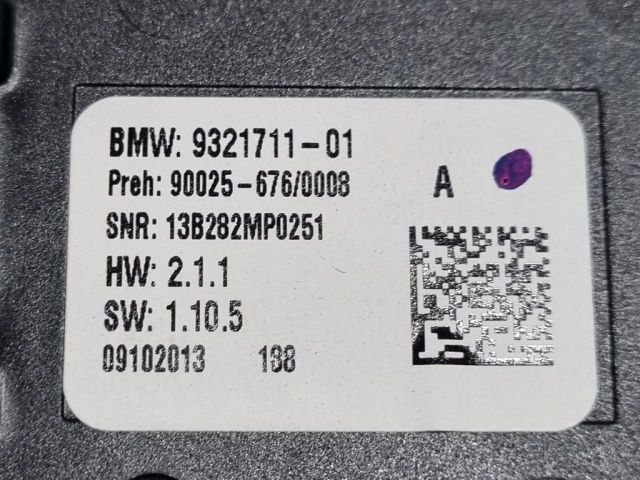 BMW: 9321711-01
Preh: 90025-676/0008
A
SNR: 13B282MP0251
HW: 2.1.1
SW: 1.10.5
09102013 188